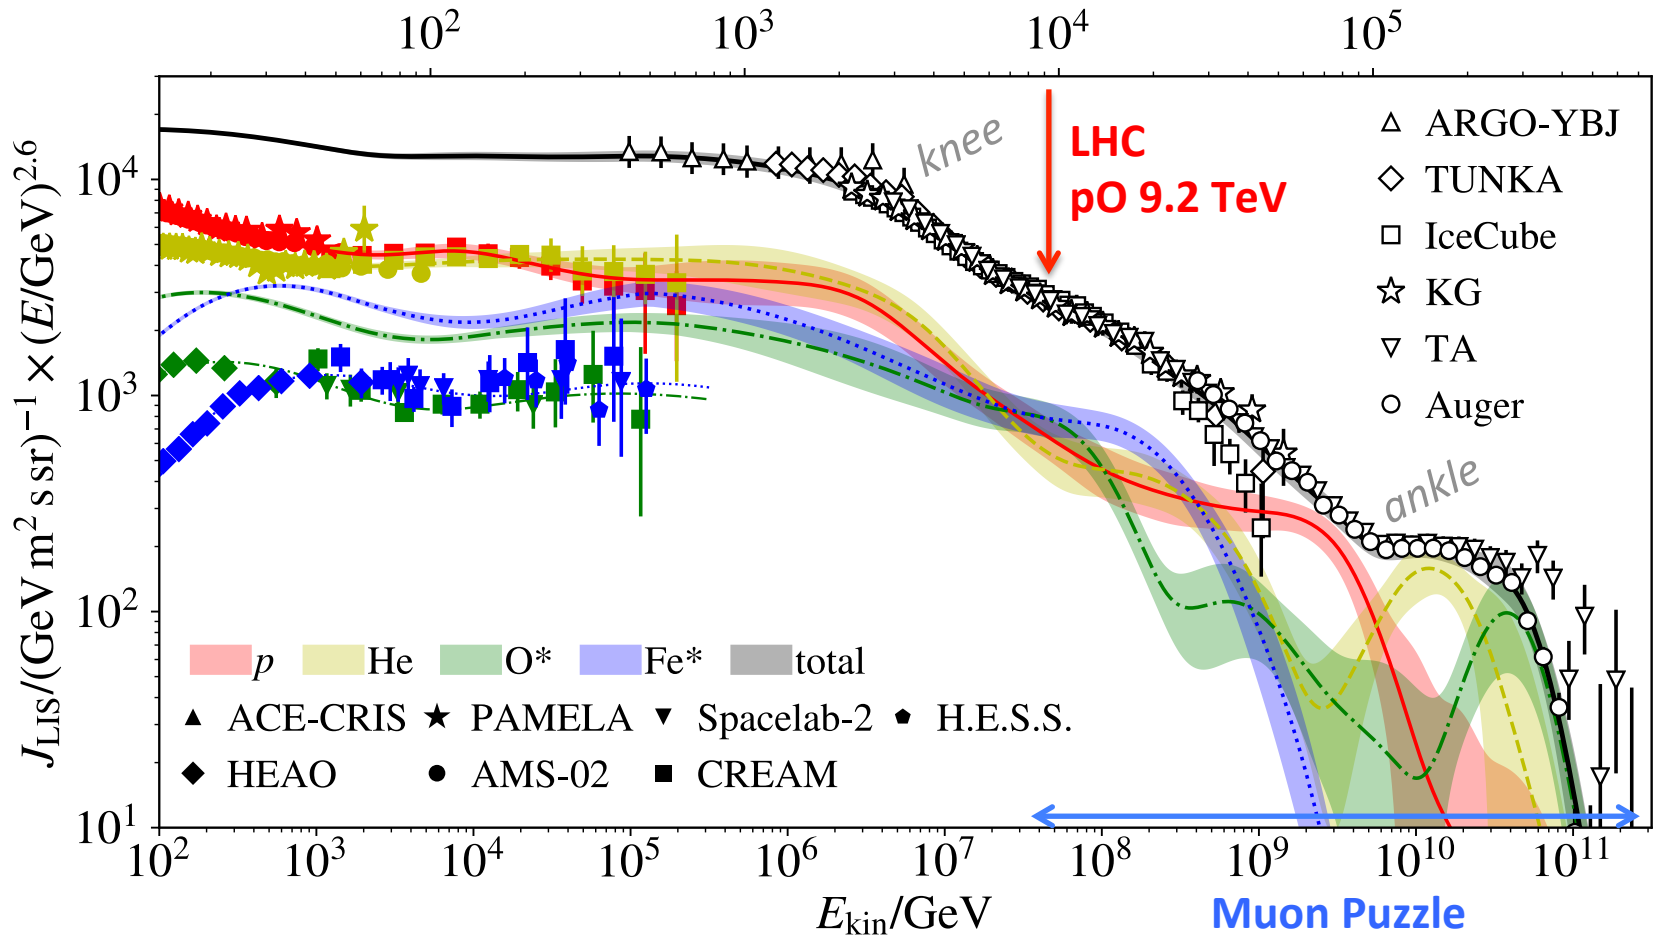 10² 10³ 10⁴ 10⁵
J_LIS/(GeV m² s sr)⁻¹ × (E/GeV)^2.6
10⁴
10³
10²
10¹
knee
LHC
pO 9.2 TeV
ARGO-YBJ
TUNKA
IceCube
KG
TA
Auger
ankle
p He O* Fe* total
ACE-CRIS PAMELA Spacelab-2 H.E.S.S.
HEAO AMS-02 CREAM
10² 10³ 10⁴ 10⁵ 10⁶ 10⁷ 10⁸ 10⁹ 10¹⁰ 10¹¹
E_kin/GeV
Muon Puzzle